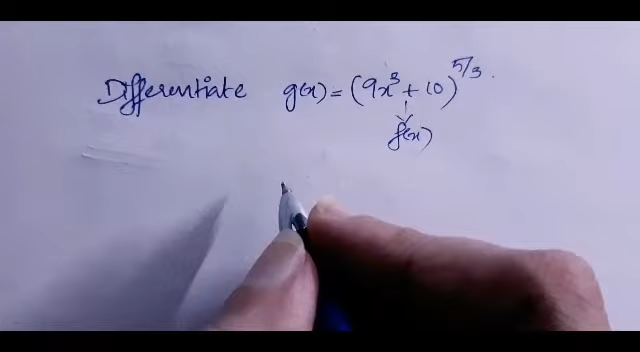 Differentiate g(x) = (9x³ + 10)^5/3.
f(x)